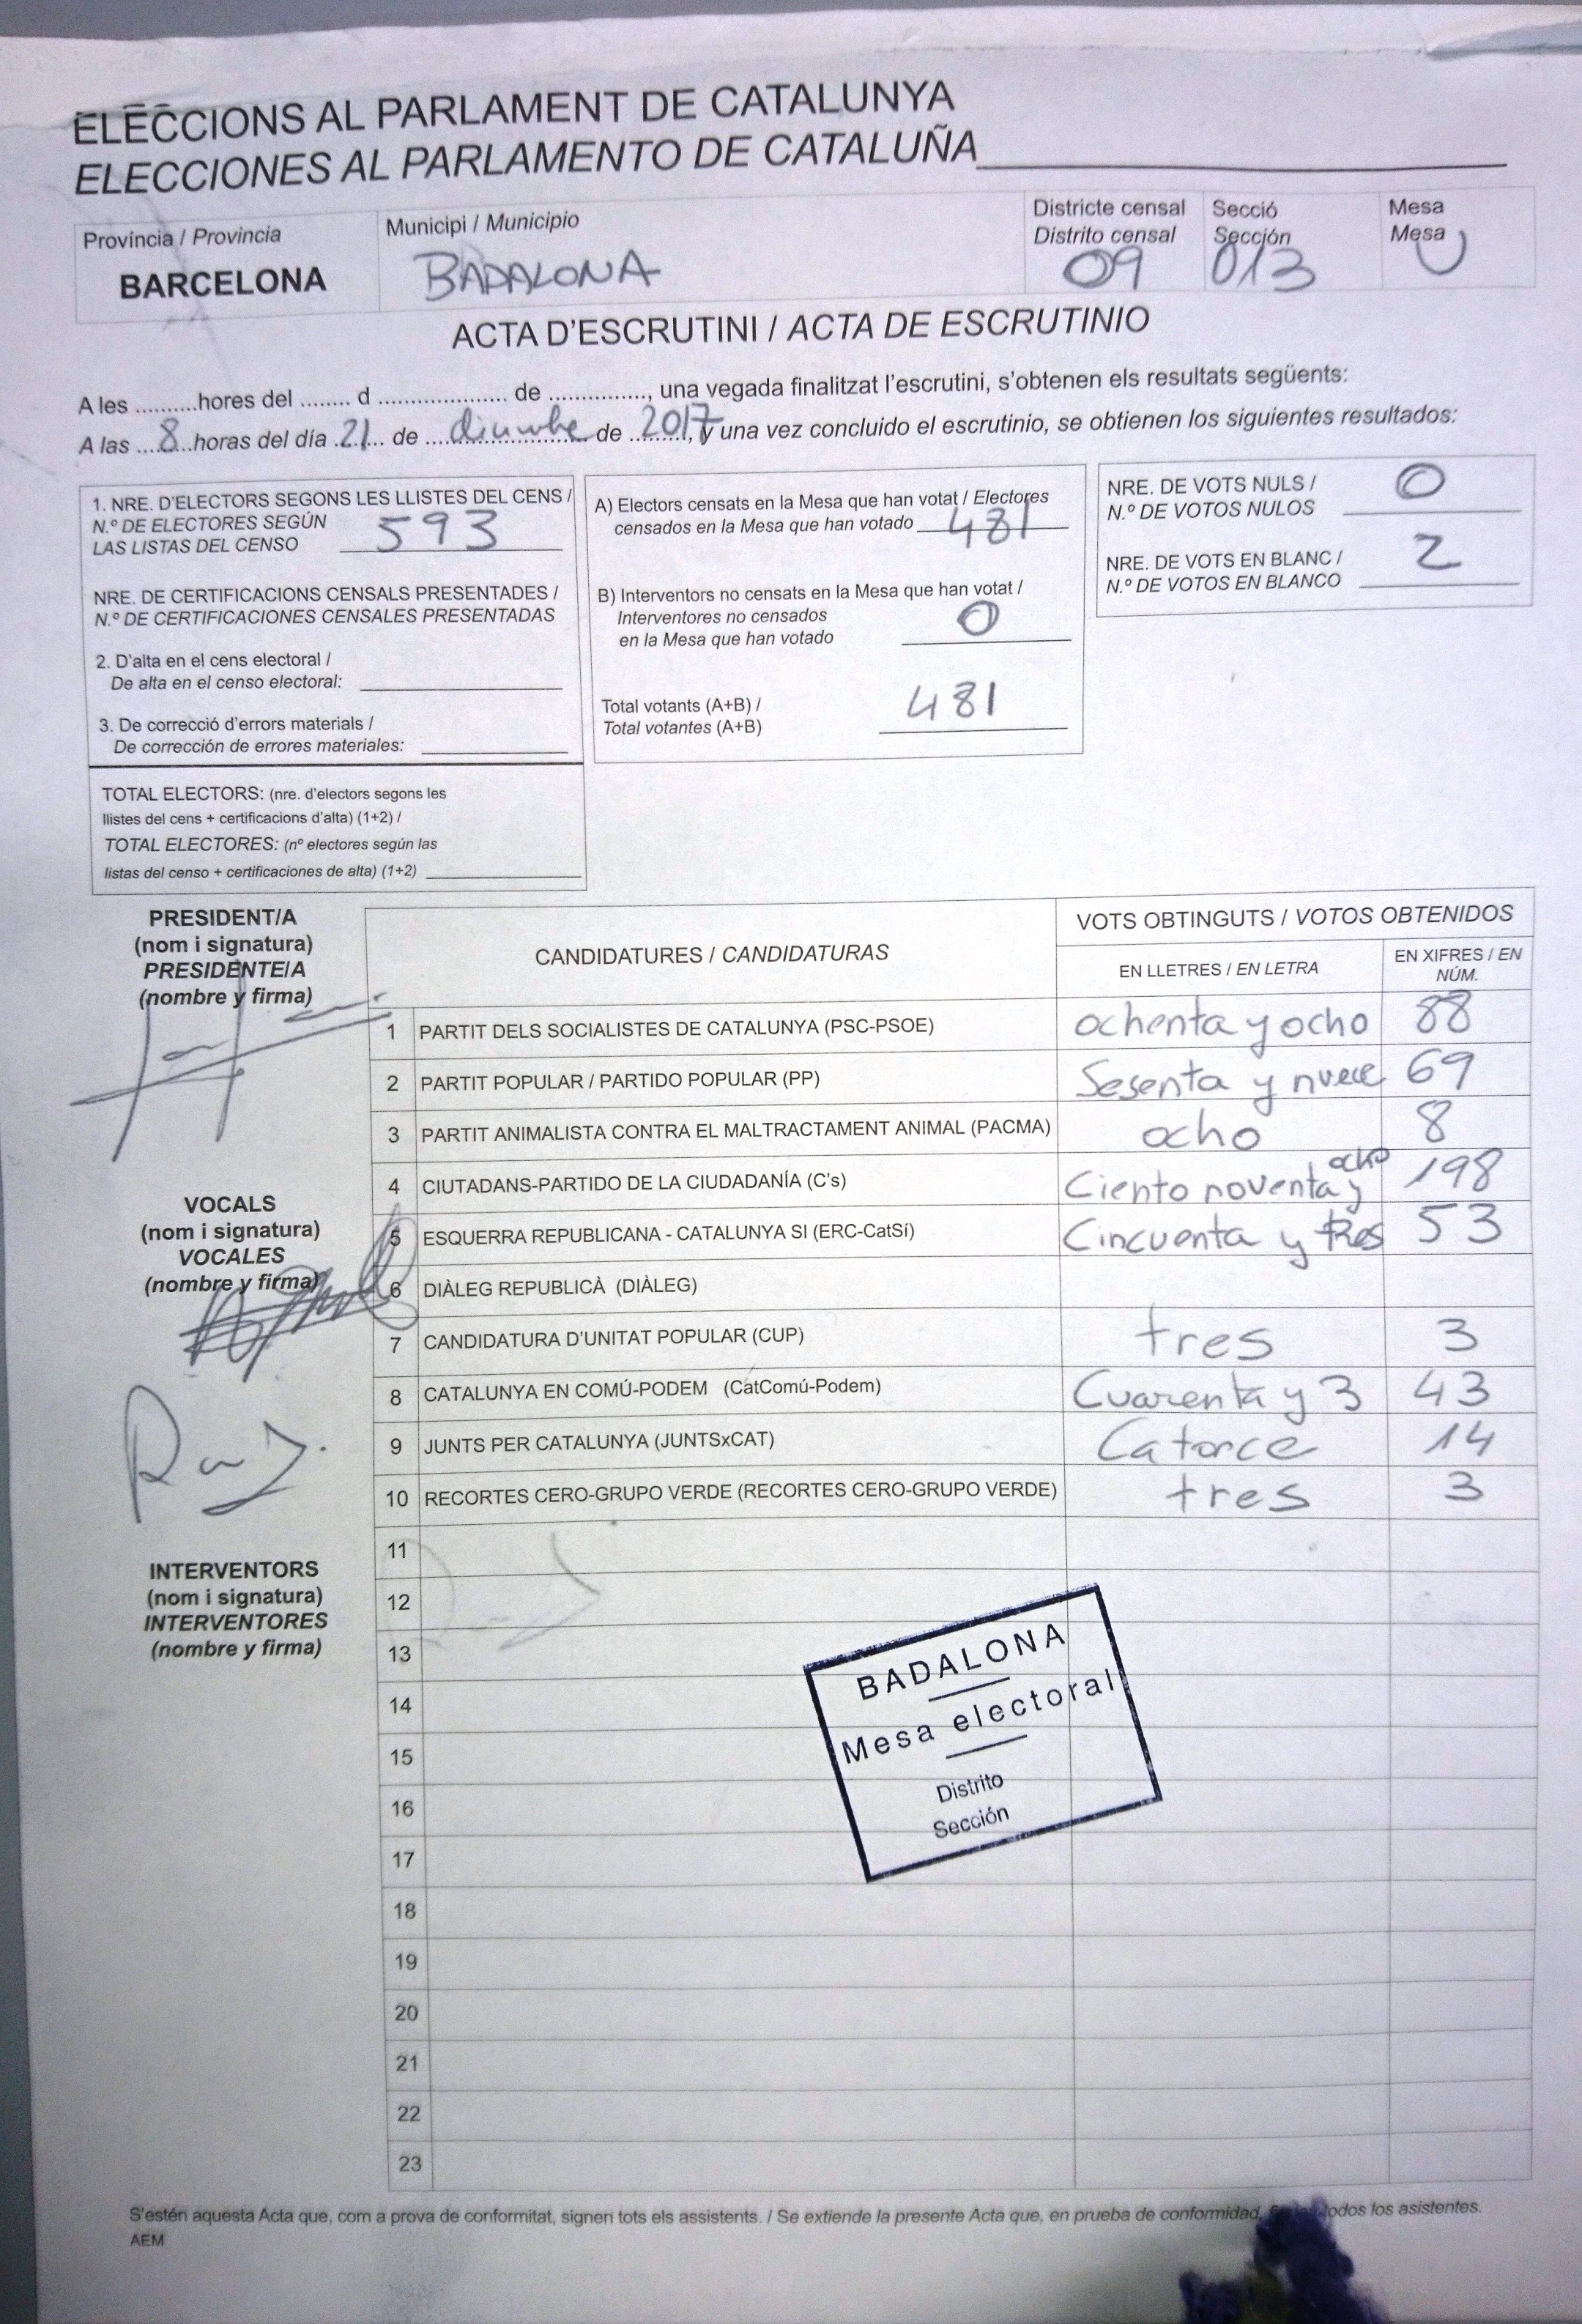 ELECCIONS AL PARLAMENT DE CATALUNYA
ELECCIONES AL PARLAMENTO DE CATALUÑA
Província / Provincia
BARCELONA
Municipi / Municipio
BADALONA
Districte censal
Distrito censal
09
Secció
Sección
013
Mesa
Mesa
U
ACTA D'ESCRUTINI / ACTA DE ESCRUTINIO
A les ..........hores del ........ d .................... de ..............., una vegada finalitzat l'escrutini, s'obtenen els resultats següents:
A las ....8..horas del día 21.... de .................... de 2017, y una vez concluido el escrutinio, se obtienen los siguientes resultados:
1. NRE. D'ELECTORS SEGONS LES LLISTES DEL CENS /
N.º DE ELECTORES SEGÚN
LAS LISTAS DEL CENSO 593
NRE. DE CERTIFICACIONS CENSALS PRESENTADES /
N.º DE CERTIFICACIONES CENSALES PRESENTADAS
2. D'alta en el cens electoral /
De alta en el censo electoral:
3. De correcció d'errors materials /
De corrección de errores materiales:
TOTAL ELECTORS: (nre. d'electors segons les
llistes del cens + certificacions d'alta) (1+2) /
TOTAL ELECTORES: (nº electores según las
listas del censo + certificaciones de alta) (1+2)
A) Electors censats en la Mesa que han votat / Electores
censados en la Mesa que han votado 481
B) Interventors no censats en la Mesa que han votat /
Interventores no censados
en la Mesa que han votado 0
Total votants (A+B) /
Total votantes (A+B) 481
NRE. DE VOTS NULS /
N.º DE VOTOS NULOS 0
NRE. DE VOTS EN BLANC /
N.º DE VOTOS EN BLANCO 2
PRESIDENT/A
(nom i signatura)
PRESIDENTE/A
(nombre y firma)
VOCALS
(nom i signatura)
VOCALES
(nombre y firma)
INTERVENTORS
(nom i signatura)
INTERVENTORES
(nombre y firma)
CANDIDATURES / CANDIDATURAS
VOTS OBTINGUTS / VOTOS OBTENIDOS
EN LLETRES / EN LETRA
EN XIFRES / EN
NÚM.
1 PARTIT DELS SOCIALISTES DE CATALUNYA (PSC-PSOE) ochenta y ocho 88
2 PARTIT POPULAR / PARTIDO POPULAR (PP) Sesenta y nueve 69
3 PARTIT ANIMALISTA CONTRA EL MALTRACTAMENT ANIMAL (PACMA) ocho 8
4 CIUTADANS-PARTIDO DE LA CIUDADANÍA (C's) Ciento noventa y ocho 198
5 ESQUERRA REPUBLICANA - CATALUNYA SI (ERC-CatSí) Cincuenta y tres 53
6 DIÀLEG REPUBLICÀ (DIÀLEG)
7 CANDIDATURA D'UNITAT POPULAR (CUP) tres 3
8 CATALUNYA EN COMÚ-PODEM (CatComú-Podem) Cuarenta y 3 43
9 JUNTS PER CATALUNYA (JUNTSxCAT) Catorce 14
10 RECORTES CERO-GRUPO VERDE (RECORTES CERO-GRUPO VERDE) tres 3
11
12
13
14
15
16
17
18
19
20
21
22
23
BADALONA
Mesa electoral
Distrito
Sección
S'estén aquesta Acta que, com a prova de conformitat, signen tots els assistents. / Se extiende la presente Acta que, en prueba de conformidad, todos los asistentes.
AEM